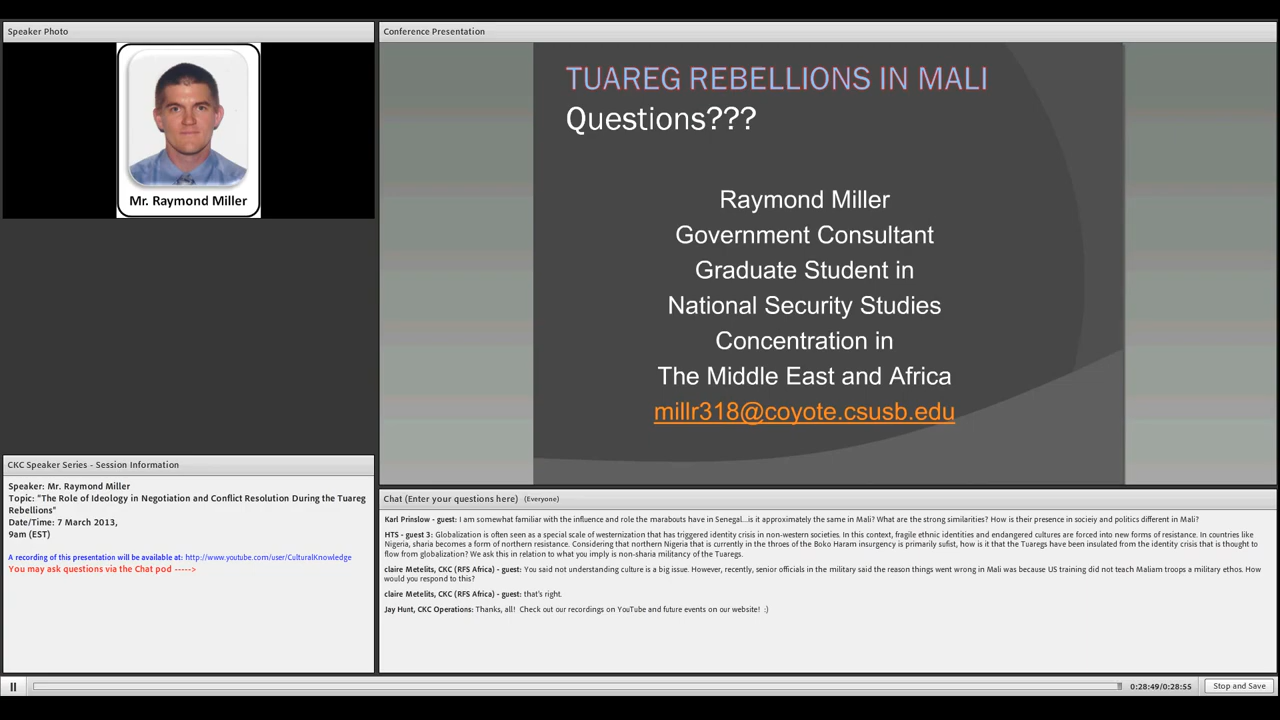 Speaker Photo
Mr. Raymond Miller
Conference Presentation
TUAREG REBELLIONS IN MALI
Questions???
Raymond Miller
Government Consultant
Graduate Student in
National Security Studies
Concentration in
The Middle East and Africa
millr318@coyote.csusb.edu
CKC Speaker Series - Session Information
Speaker: Mr. Raymond Miller
Topic: "The Role of Ideology in Negotiation and Conflict Resolution During the Tuareg
Rebellions"
Date/Time: 7 March 2013,
9am (EST)
A recording of this presentation will be available at: http://www.youtube.com/user/CulturalKnowledge
You may ask questions via the Chat pod ----->
Chat (Enter your questions here) (Everyone)
Karl Prinslow - guest: I am somewhat familiar with the influence and role the marabouts have in Senegal...is it approximately the same in Mali? What are the strong similarities? How is their presence in socieiy and politics different in Mali?
HTS - guest 3: Globalization is often seen as a special scale of westernization that has triggered identity crisis in non-western societies. In this context, fragile ethnic identities and endangered cultures are forced into new forms of resistance. In countries like
Nigeria, sharia becomes a form of northern resistance. Considering that northern Nigeria that is currently in the throes of the Boko Haram insurgency is primarily sufist, how is it that the Tuaregs have been insulated from the identity crisis that is thought to
flow from globalization? We ask this in relation to what you imply is non-sharia militancy of the Tuaregs.
claire Metelits, CKC (RFS Africa) - guest: You said not understanding culture is a big issue. However, recently, senior officials in the military said the reason things went wrong in Mali was because US training did not teach Maliam troops a military ethos. How
would you respond to this?
claire Metelits, CKC (RFS Africa) - guest: that's right.
Jay Hunt, CKC Operations: Thanks, all! Check out our recordings on YouTube and future events on our website! :)
0:28:49/0:28:55
Stop and Save